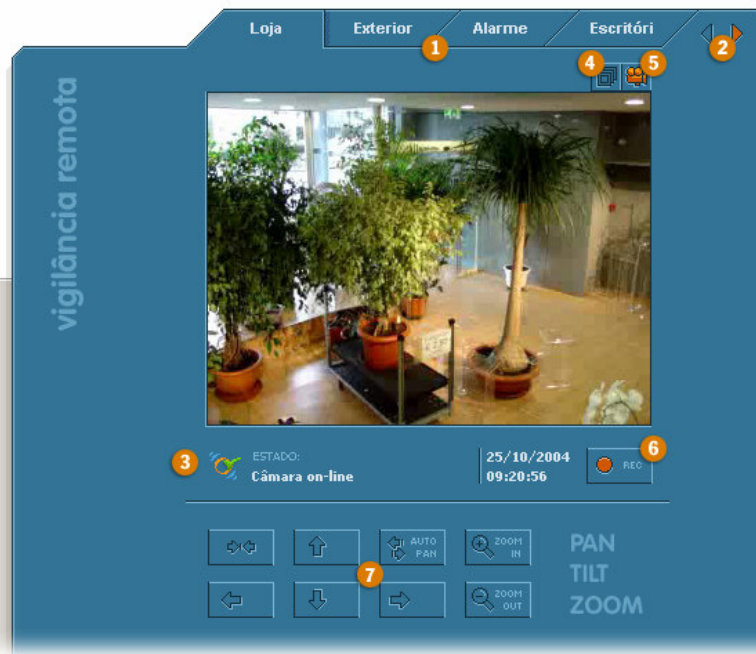 Loja
Exterior
Alarme
Escritóri
1
2
4
5
vigilância remota
3
ESTADO:
Câmara on-line
25/10/2004
09:20:56
6
REC
AUTO PAN
ZOOM IN
PAN
TILT
ZOOM
7
ZOOM OUT